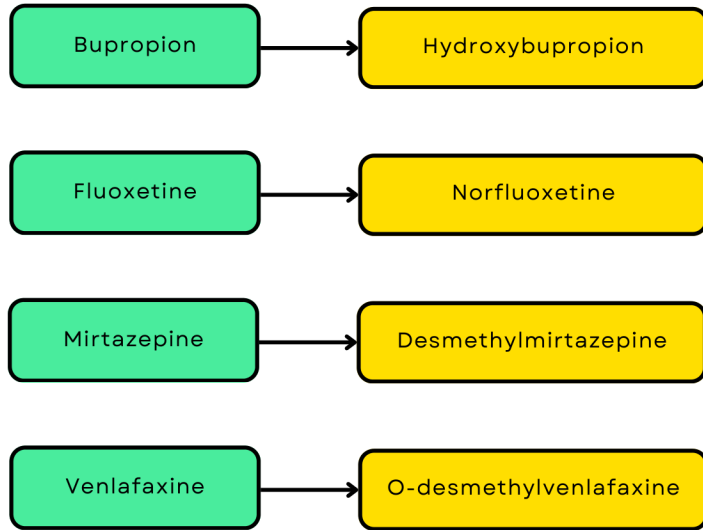 Bupropion
Hydroxybupropion
Fluoxetine
Norfluoxetine
Mirtazepine
Desmethylmirtazepine
Venlafaxine
O-desmethylvenlafaxine